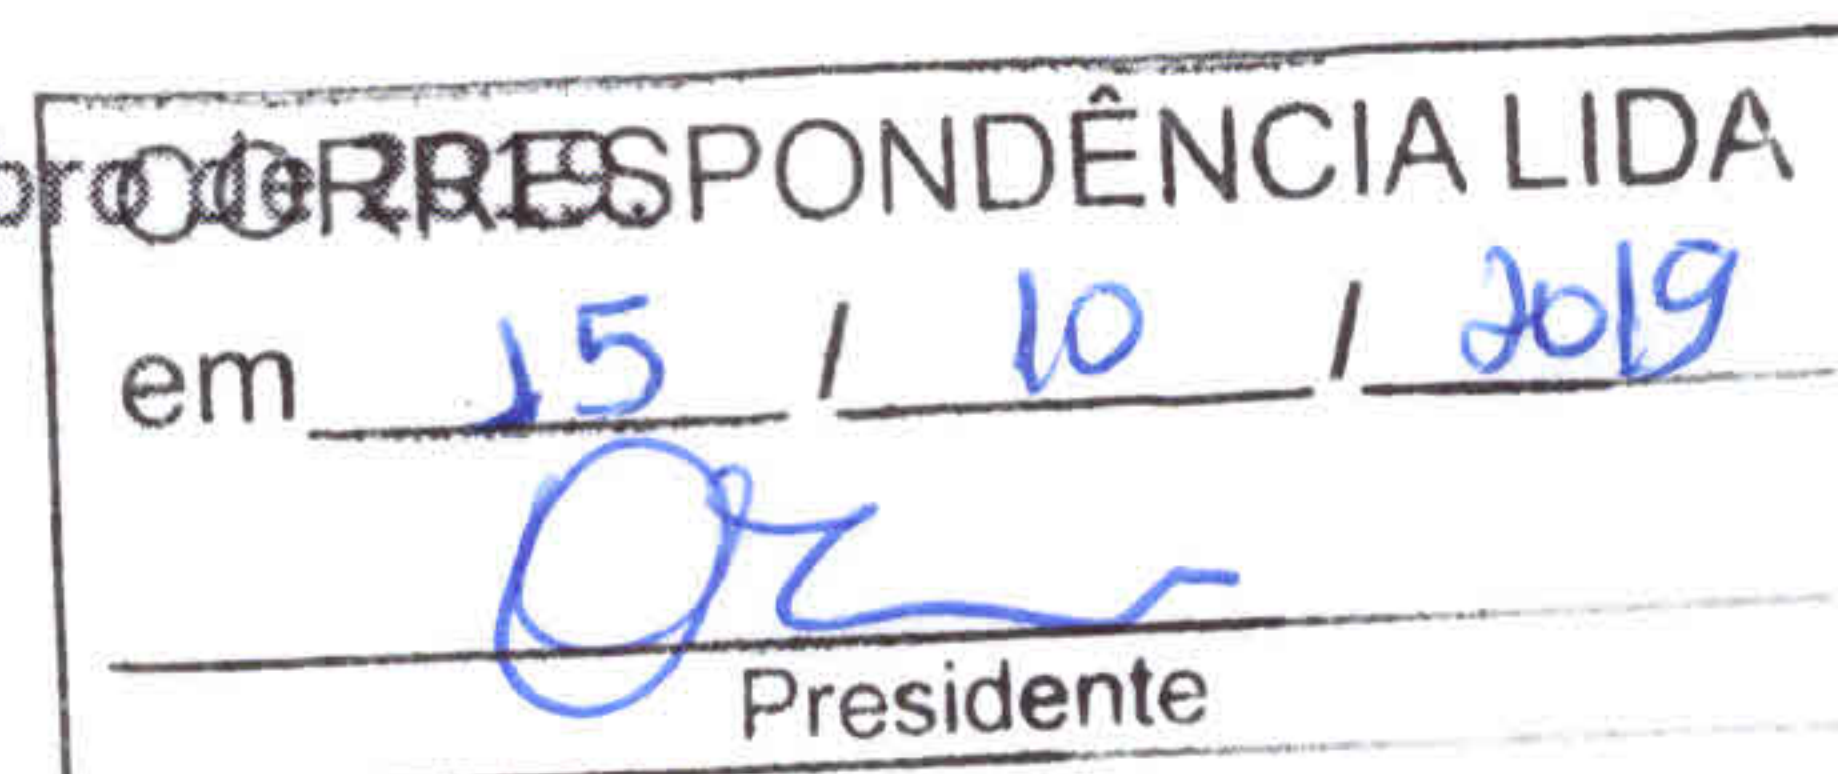 CORRESPONDÊNCIA LIDA
em 15 / 10 / 2019
Presidente